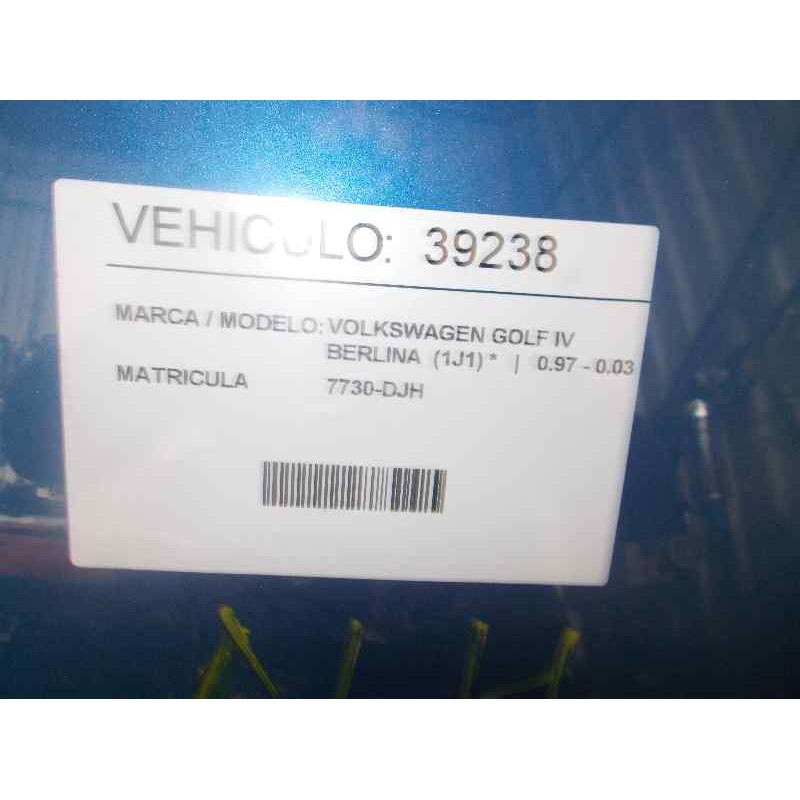 VEHICULO: 39238
MARCA / MODELO: VOLKSWAGEN GOLF IV
BERLINA (1J1) * | 0.97 - 0.03
MATRICULA 7730-DJH